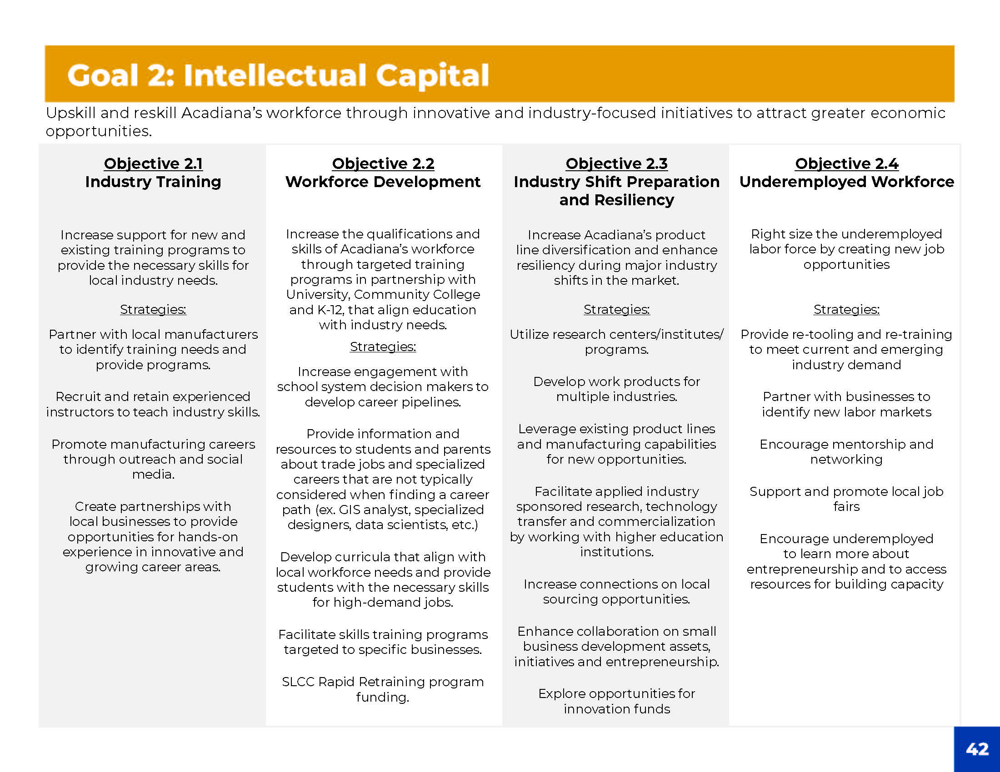 Goal 2: Intellectual Capital
Upskill and reskill Acadiana’s workforce through innovative and industry-focused initiatives to attract greater economic
opportunities.
Objective 2.1
Industry Training
Increase support for new and
existing training programs to
provide the necessary skills for
local industry needs.
Strategies:
Partner with local manufacturers
to identify training needs and
provide programs.
Recruit and retain experienced
instructors to teach industry skills.
Promote manufacturing careers
through outreach and social
media.
Create partnerships with
local businesses to provide
opportunities for hands-on
experience in innovative and
growing career areas.
Objective 2.2
Workforce Development
Increase the qualifications and
skills of Acadiana’s workforce
through targeted training
programs in partnership with
University, Community College
and K-12, that align education
with industry needs.
Strategies:
Increase engagement with
school system decision makers to
develop career pipelines.
Provide information and
resources to students and parents
about trade jobs and specialized
careers that are not typically
considered when finding a career
path (ex. GIS analyst, specialized
designers, data scientists, etc.)
Develop curricula that align with
local workforce needs and provide
students with the necessary skills
for high-demand jobs.
Facilitate skills training programs
targeted to specific businesses.
SLCC Rapid Retraining program
funding.
Objective 2.3
Industry Shift Preparation
and Resiliency
Increase Acadiana’s product
line diversification and enhance
resiliency during major industry
shifts in the market.
Strategies:
Utilize research centers/institutes/
programs.
Develop work products for
multiple industries.
Leverage existing product lines
and manufacturing capabilities
for new opportunities.
Facilitate applied industry
sponsored research, technology
transfer and commercialization
by working with higher education
institutions.
Increase connections on local
sourcing opportunities.
Enhance collaboration on small
business development assets,
initiatives and entrepreneurship.
Explore opportunities for
innovation funds
Objective 2.4
Underemployed Workforce
Right size the underemployed
labor force by creating new job
opportunities
Strategies:
Provide re-tooling and re-training
to meet current and emerging
industry demand
Partner with businesses to
identify new labor markets
Encourage mentorship and
networking
Support and promote local job
fairs
Encourage underemployed
to learn more about
entrepreneurship and to access
resources for building capacity
42